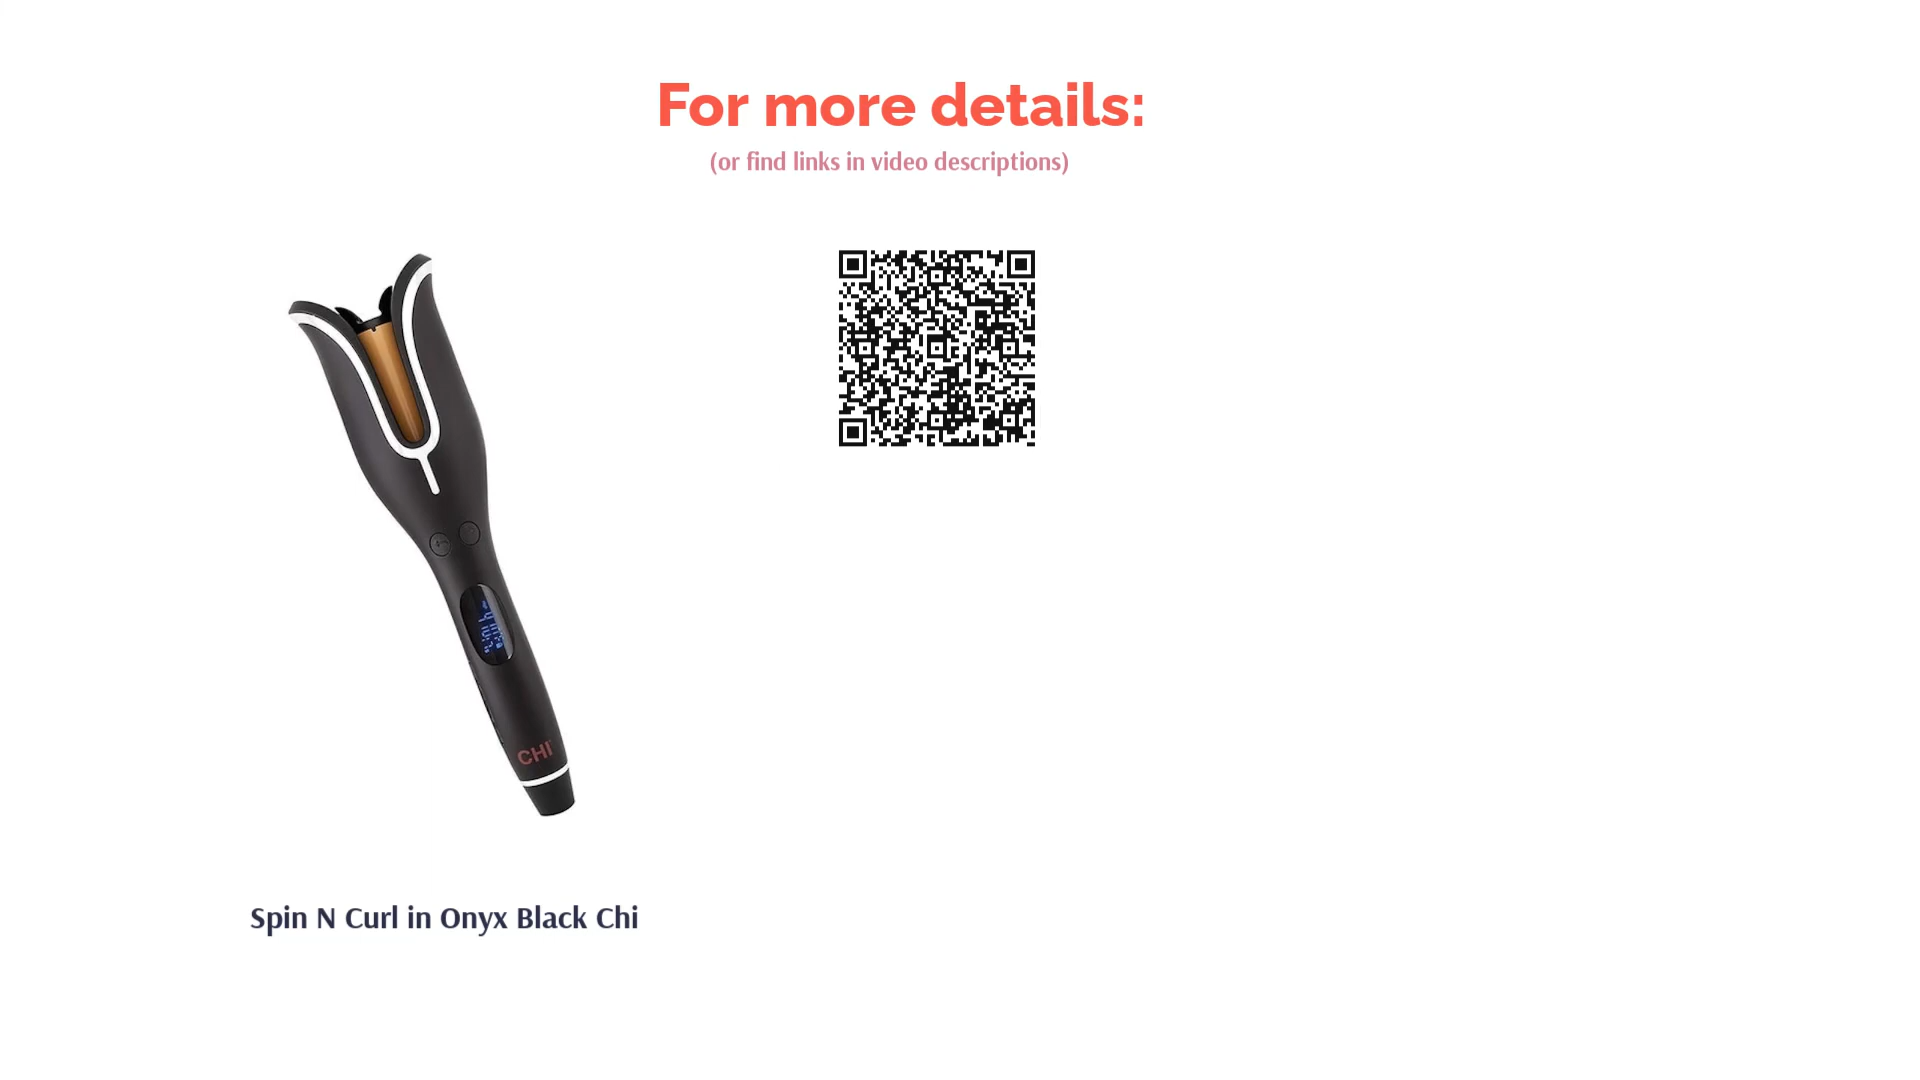 For more details:
(or find links in video descriptions)
CHI
Spin N Curl in Onyx Black Chi